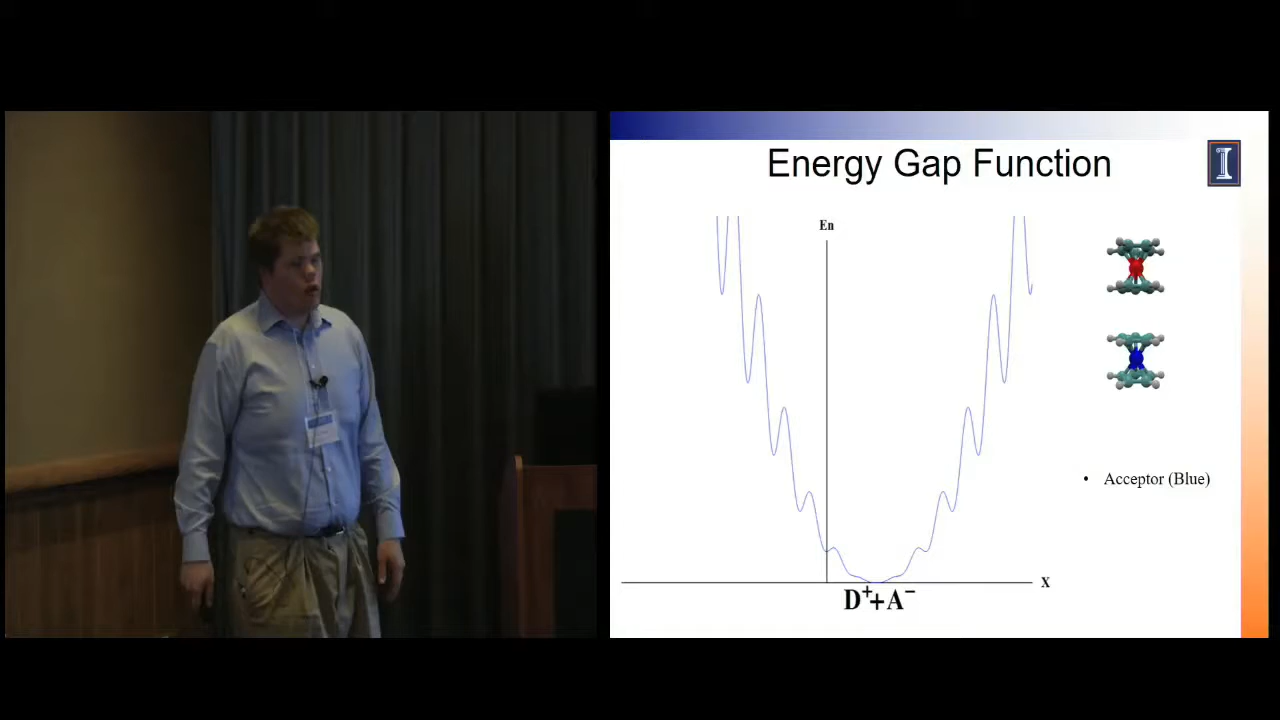 Energy Gap Function
I
En
X
D⁺+A⁻
• Acceptor (Blue)